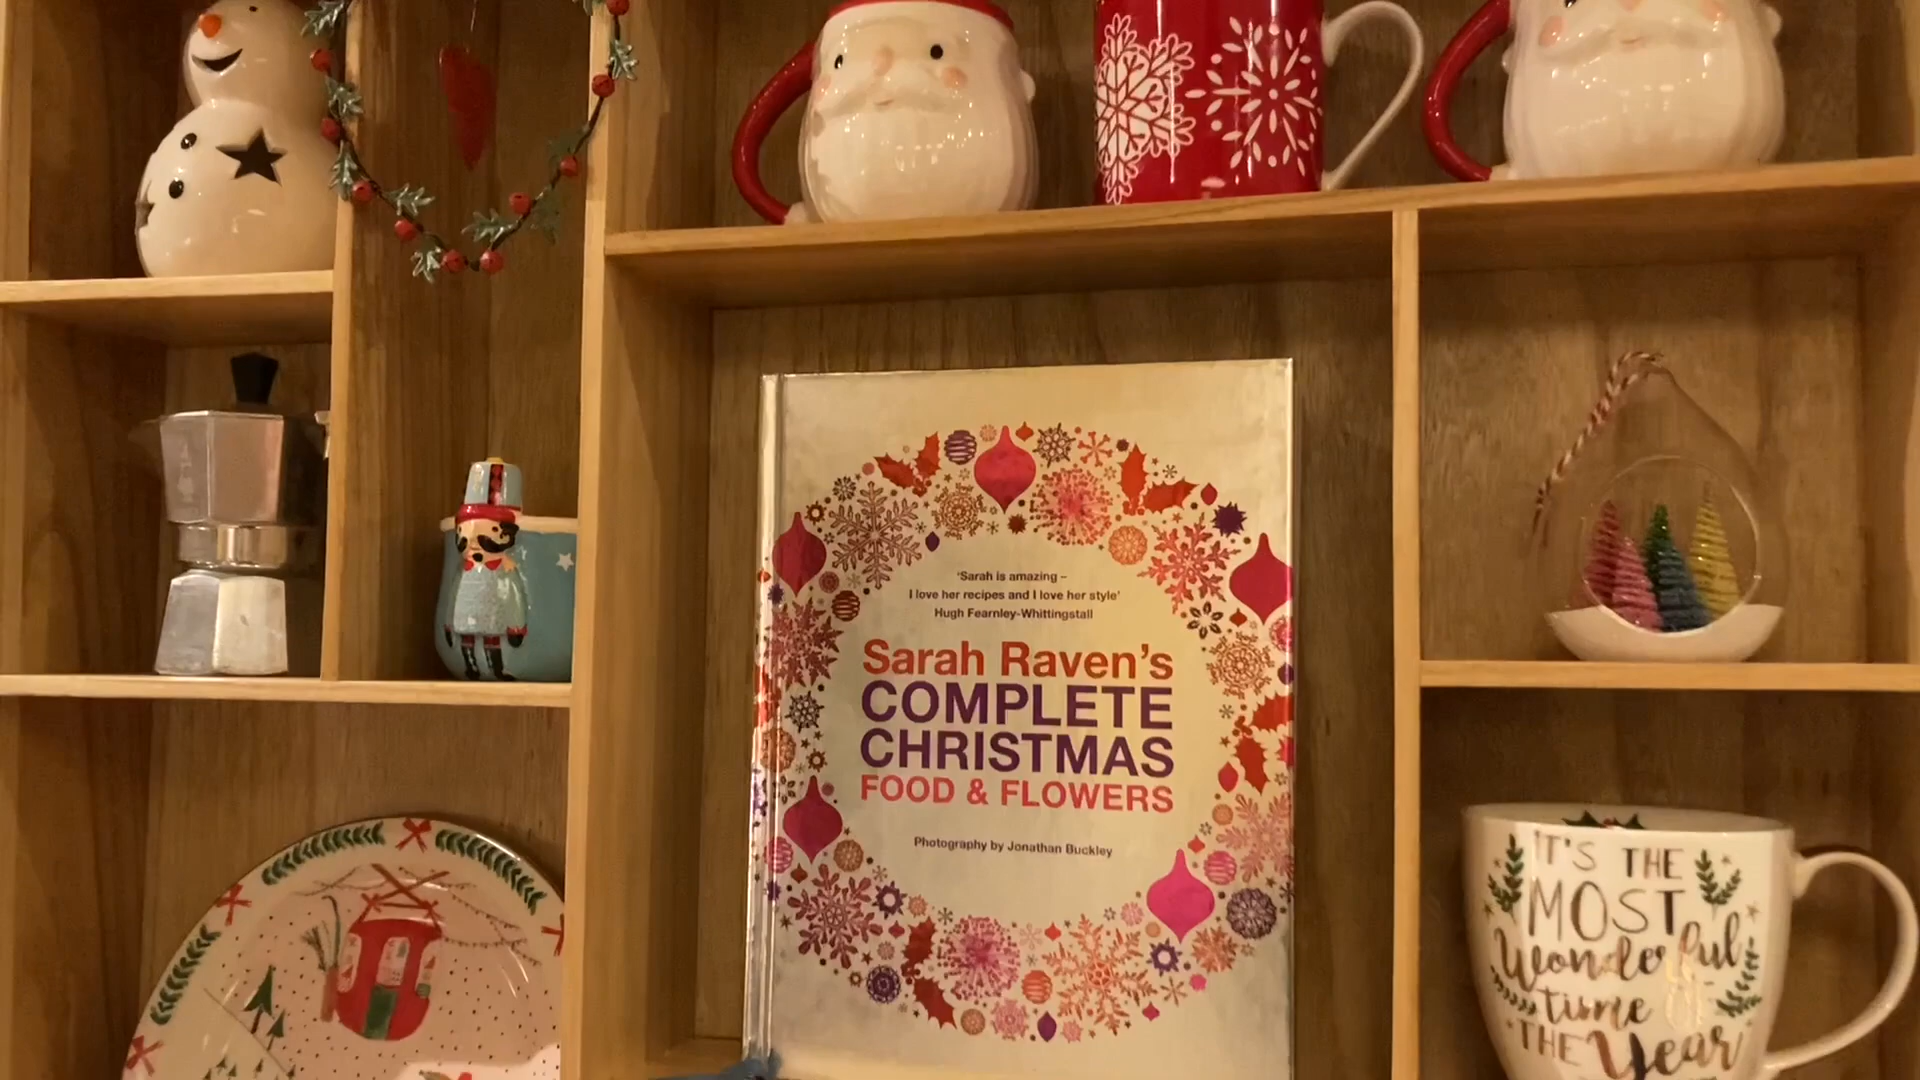 'Sarah is amazing –
I love her recipes and I love her style'
Hugh Fearnley-Whittingstall
Sarah Raven's
COMPLETE
CHRISTMAS
FOOD & FLOWERS
Photography by Jonathan Buckley
IT'S THE
MOST
Wonderful
time of
THE Year